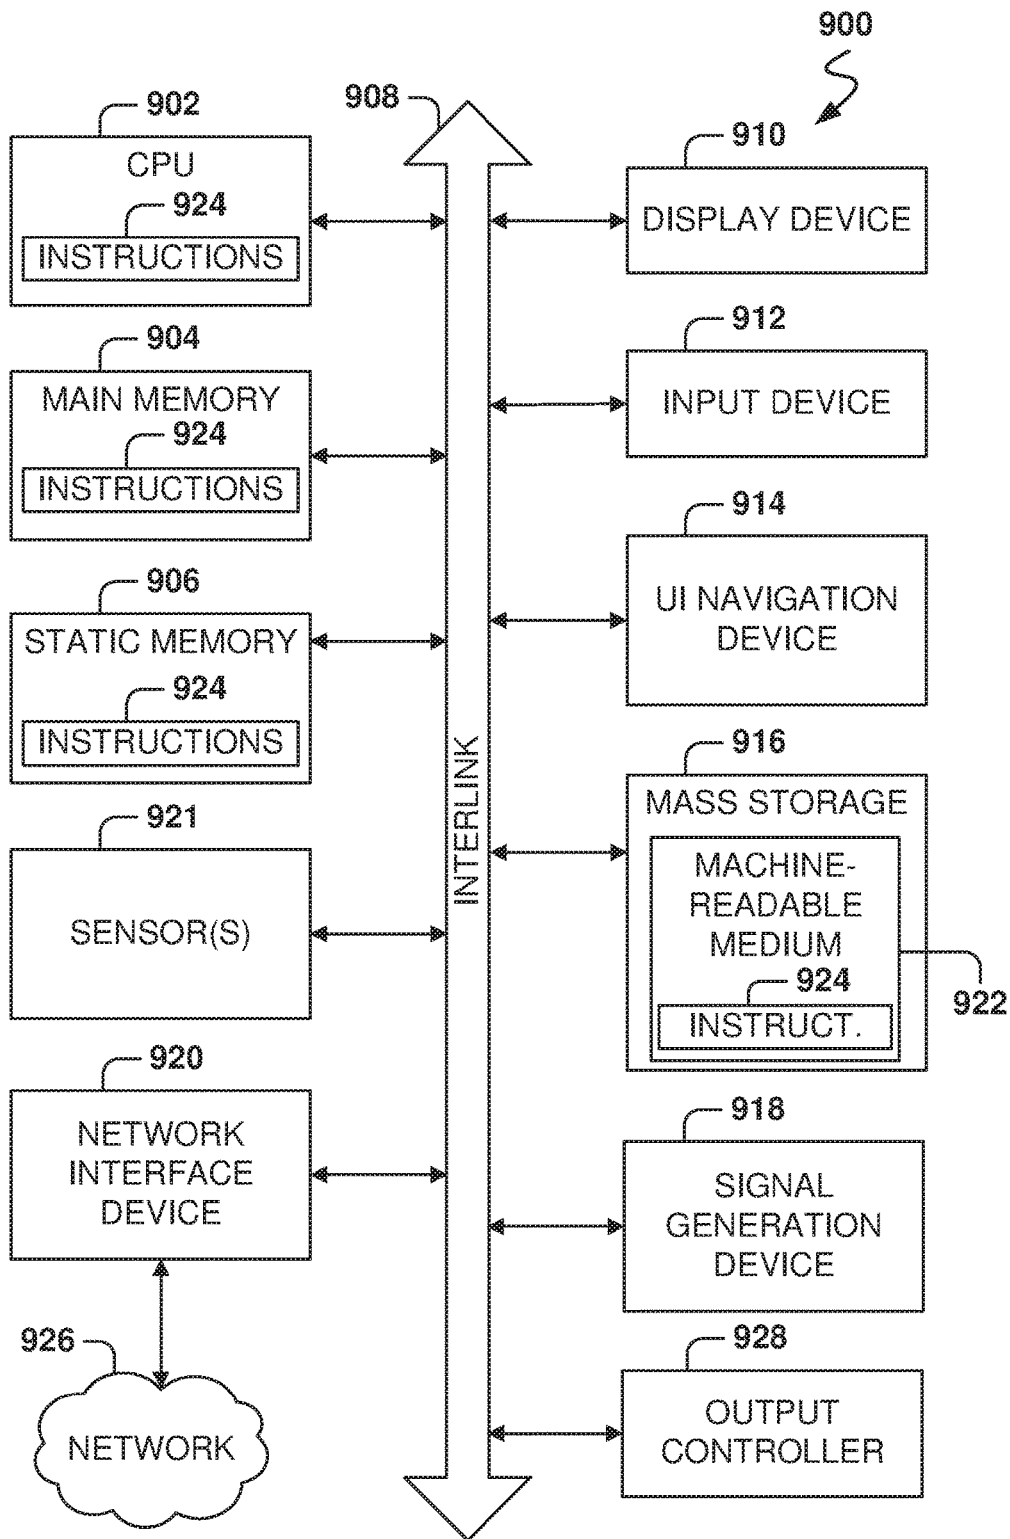 900
908
902
CPU
924
INSTRUCTIONS
904
MAIN MEMORY
924
INSTRUCTIONS
906
STATIC MEMORY
924
INSTRUCTIONS
921
SENSOR(S)
920
NETWORK
INTERFACE
DEVICE
926
NETWORK
INTERLINK
910
DISPLAY DEVICE
912
INPUT DEVICE
914
UI NAVIGATION
DEVICE
916
MASS STORAGE
MACHINE-
READABLE
MEDIUM
924
INSTRUCT.
922
918
SIGNAL
GENERATION
DEVICE
928
OUTPUT
CONTROLLER